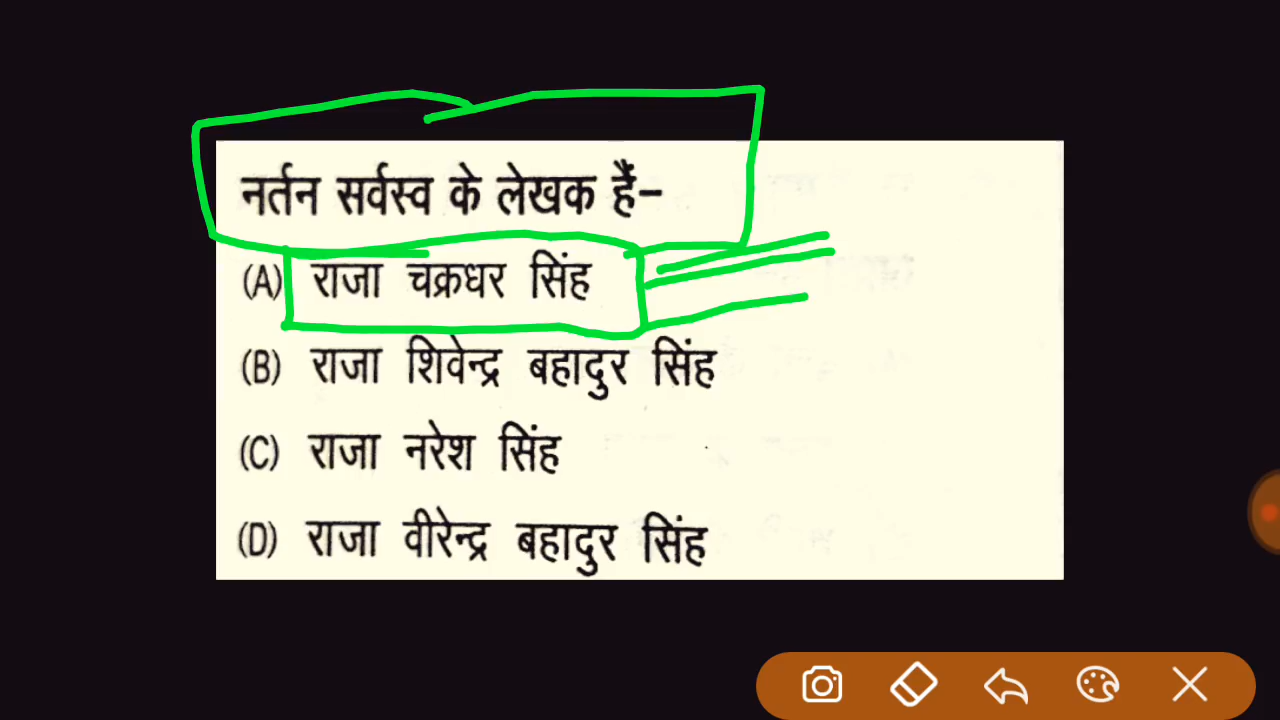 नर्तन सर्वस्व के लेखक हैं-
(A) राजा चक्रधर सिंह
(B) राजा शिवेन्द्र बहादुर सिंह
(C) राजा नरेश सिंह
(D) राजा वीरेन्द्र बहादुर सिंह